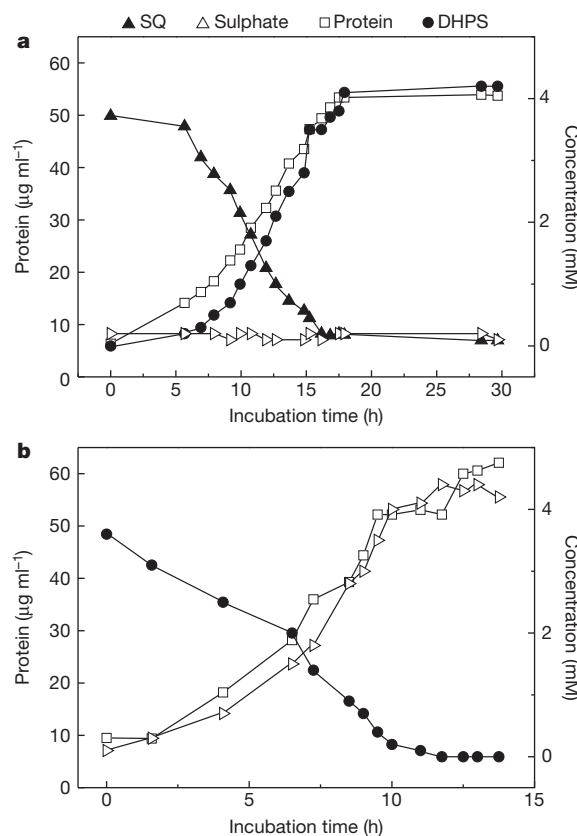 ▲ SQ △ Sulphate □ Protein ● DHPS
a
60
50
40
30
20
10
0
Protein (µg ml⁻¹)
4
2
0
Concentration (mM)
0 5 10 15 20 25 30
Incubation time (h)
b
60
50
40
30
20
10
0
Protein (µg ml⁻¹)
4
2
0
Concentration (mM)
0 5 10 15
Incubation time (h)